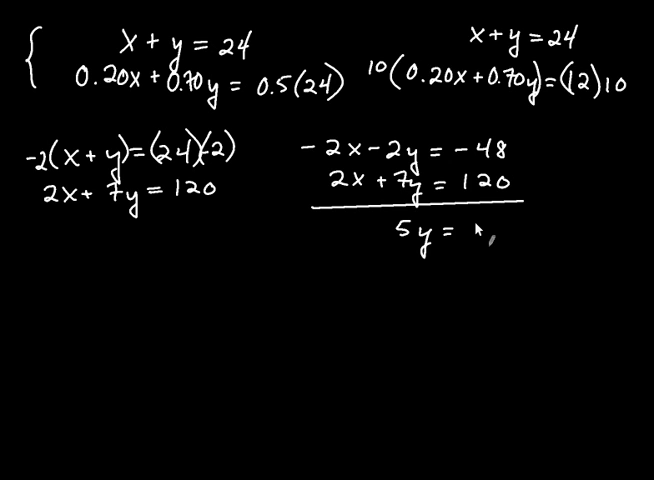 x + y = 24
0.20x + 0.70y = 0.5(24)
x + y = 24
10(0.20x + 0.70y) = (12)10
-2(x + y) = (24)(-2)
2x + 7y = 120
-2x - 2y = -48
2x + 7y = 120
5y =